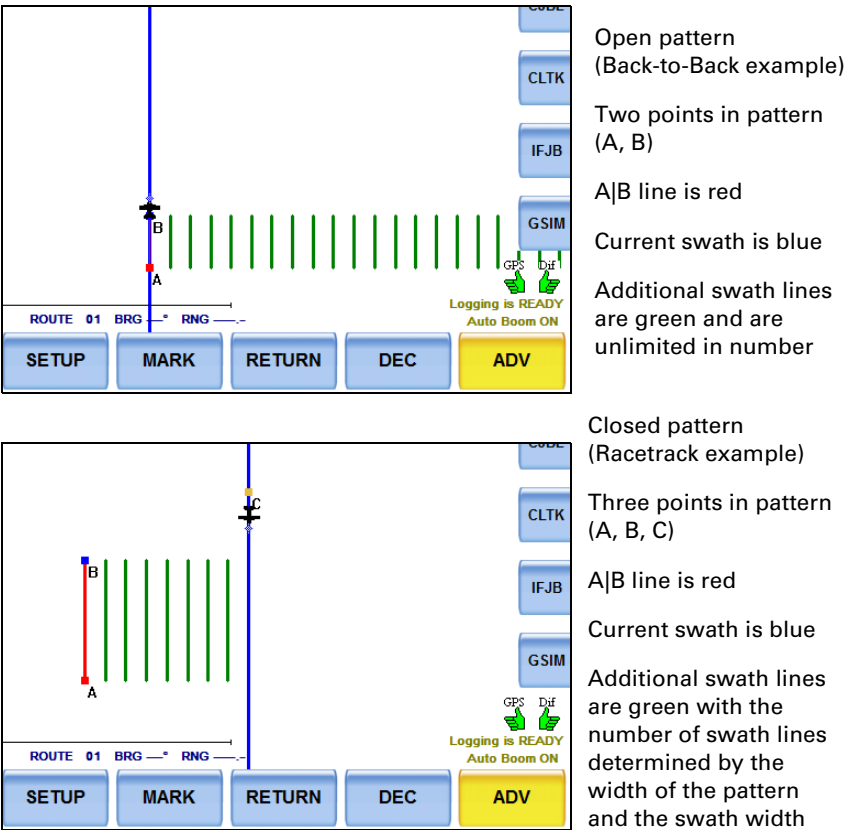 CLTK
IFJB
GSIM
B
A
GPS Dif
Logging is READY
ROUTE 01 BRG —° RNG ——.–
Auto Boom ON
SETUP MARK RETURN DEC ADV
Open pattern
(Back-to-Back example)
Two points in pattern
(A, B)
A|B line is red
Current swath is blue
Additional swath lines
are green and are
unlimited in number
C
CLTK
B
IFJB
GSIM
A
GPS Dif
Logging is READY
ROUTE 01 BRG —° RNG ——.–
Auto Boom ON
SETUP MARK RETURN DEC ADV
Closed pattern
(Racetrack example)
Three points in pattern
(A, B, C)
A|B line is red
Current swath is blue
Additional swath lines
are green with the
number of swath lines
determined by the
width of the pattern
and the swath width